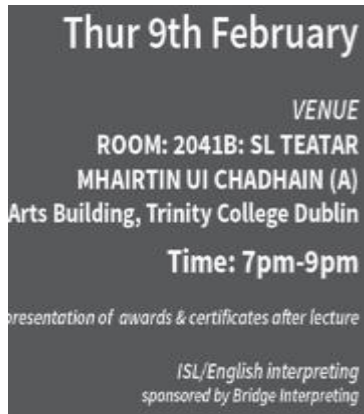 Thur 9th February
VENUE
ROOM: 2041B: SL TEATAR
MHAIRTIN UI CHADHAIN (A)
Arts Building, Trinity College Dublin
Time: 7pm-9pm
presentation of awards & certificates after lecture
ISL/English interpreting
sponsored by Bridge Interpreting